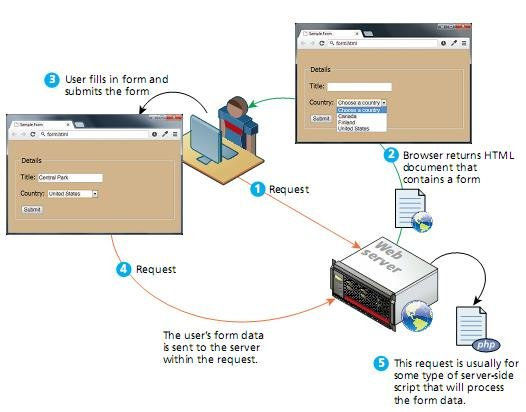 Sample Form
form.html
Details
Title:
Country: Choose a country
Choose a country
Canada
Finland
United States
Submit
3 User fills in form and
submits the form
Sample Form
form.html
Details
Title: Central Park
Country: United States
Submit
2 Browser returns HTML
document that
contains a form
1 Request
Web
server
4 Request
The user's form data
is sent to the server
within the request.
php
5 This request is usually for
some type of server-side
script that will process
the form data.